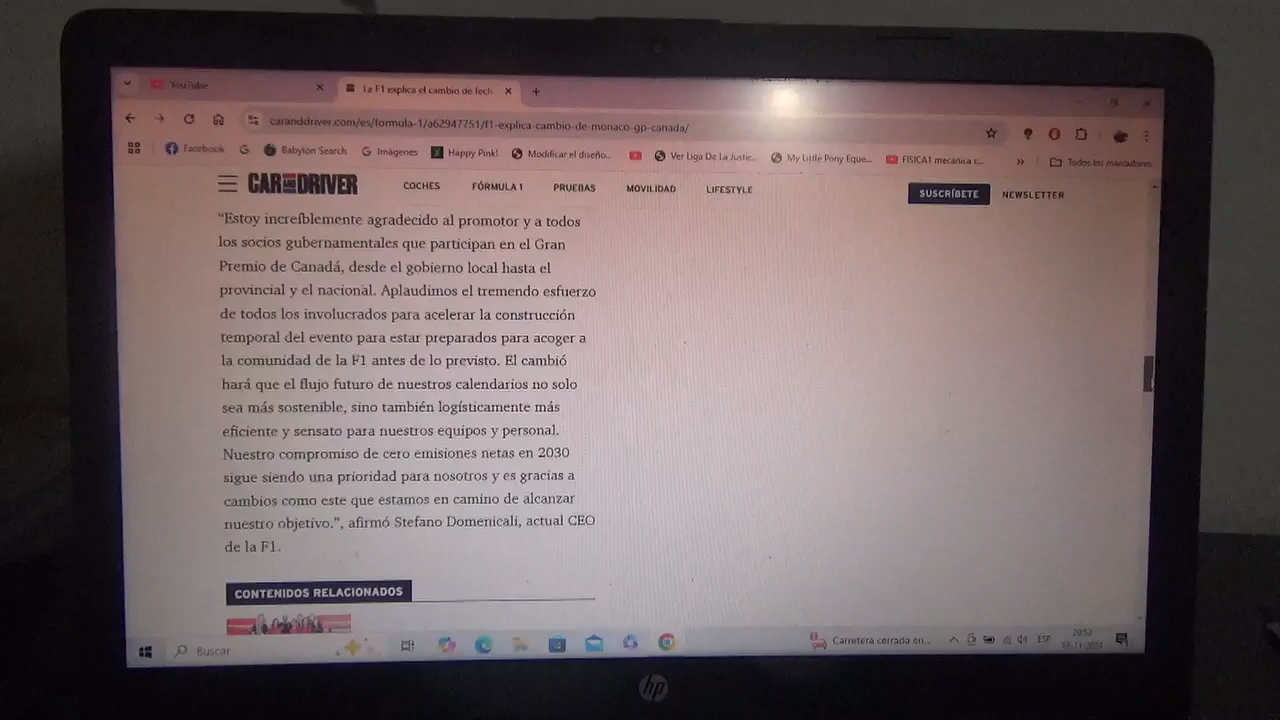 YouTube
La F1 explica el cambio de fech
caranddriver.com/es/formula-1/a62947751/f1-explica-cambio-de-monaco-gp-canada/
Facebook
Babylon Search
Imágenes
Happy Pink!
Modificar el diseño...
Ver Liga De La Justic...
My Little Pony Eque...
FISICA1 mecanica c...
»
Todos los marcadores
CAR AND DRIVER
COCHES
FÓRMULA 1
PRUEBAS
MOVILIDAD
LIFESTYLE
SUSCRÍBETE
NEWSLETTER
“Estoy increíblemente agradecido al promotor y a todos
los socios gubernamentales que participan en el Gran
Premio de Canadá, desde el gobierno local hasta el
provincial y el nacional. Aplaudimos el tremendo esfuerzo
de todos los involucrados para acelerar la construcción
temporal del evento para estar preparados para acoger a
la comunidad de la F1 antes de lo previsto. El cambió
hará que el flujo futuro de nuestros calendarios no solo
sea más sostenible, sino también logísticamente más
eficiente y sensato para nuestros equipos y personal.
Nuestro compromiso de cero emisiones netas en 2030
sigue siendo una prioridad para nosotros y es gracias a
cambios como este que estamos en camino de alcanzar
nuestro objetivo.”, afirmó Stefano Domenicali, actual CEO
de la F1.
CONTENIDOS RELACIONADOS
Buscar
Carretera cerrada en...
ESP
hp